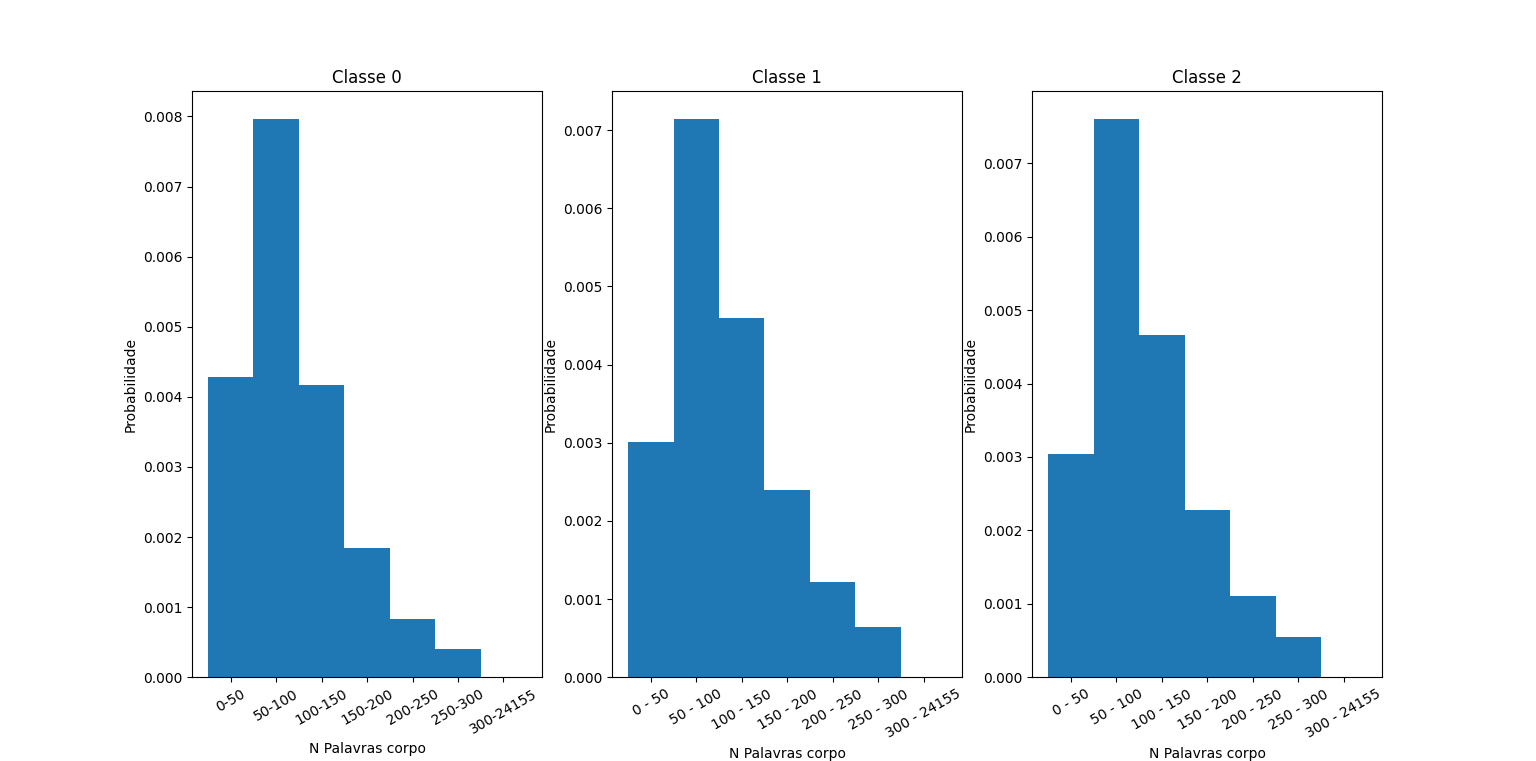 Classe 0
0.008
0.007
0.006
0.005
0.004
0.003
0.002
0.001
0.000
Probabilidade
0-50
50-100
100-150
150-200
200-250
250-300
300-24155
N Palavras corpo
Classe 1
0.007
0.006
0.005
0.004
0.003
0.002
0.001
0.000
Probabilidade
0 - 50
50 - 100
100 - 150
150 - 200
200 - 250
250 - 300
300 - 24155
N Palavras corpo
Classe 2
0.007
0.006
0.005
0.004
0.003
0.002
0.001
0.000
Probabilidade
0 - 50
50 - 100
100 - 150
150 - 200
200 - 250
250 - 300
300 - 24155
N Palavras corpo